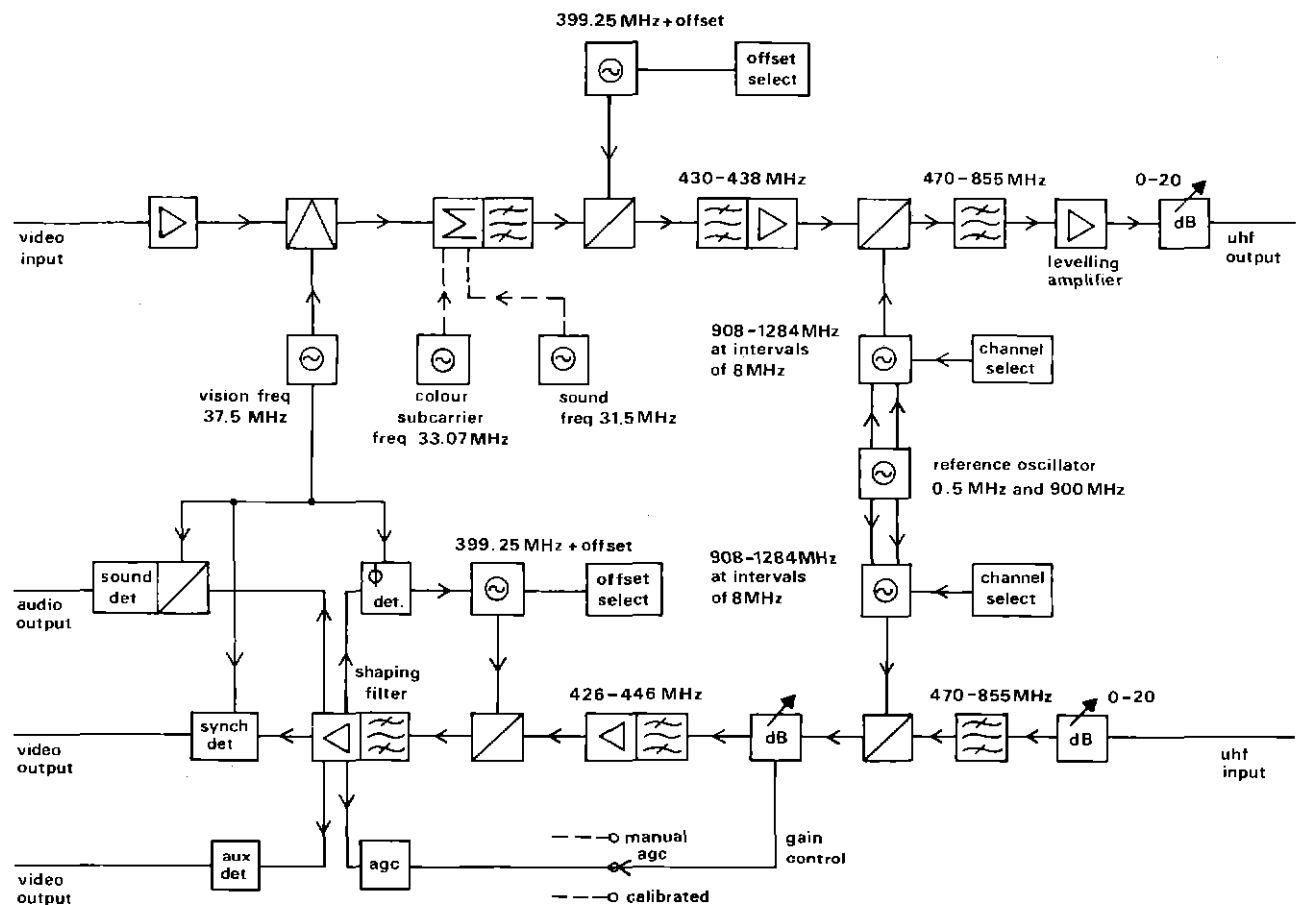 399.25 MHz + offset
offset
select
430-438 MHz
470-855 MHz
0-20
dB
video
input
uhf
output
levelling
amplifier
908-1284 MHz
at intervals
of 8 MHz
channel
select
vision freq
37.5 MHz
colour
subcarrier
freq 33.07 MHz
sound
freq 31.5 MHz
reference oscillator
0.5 MHz and 900 MHz
399.25 MHz + offset
908-1284 MHz
at intervals
of 8 MHz
sound
det
ϕ
det.
offset
select
channel
select
audio
output
shaping
filter
426-446 MHz
470-855 MHz
0-20
synch
det
dB
dB
video
output
uhf
input
manual
agc
gain
control
aux
det
agc
video
output
calibrated